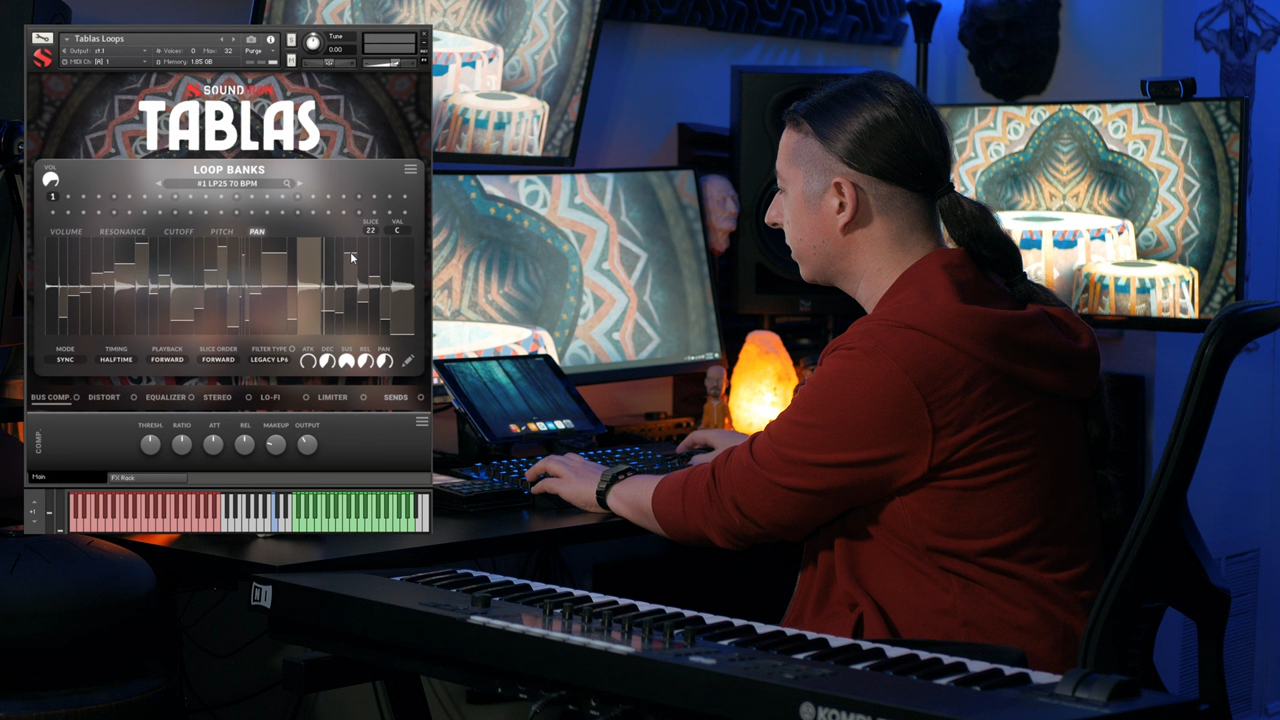 Tablas Loops
Output: st.1 Voices: 0 Max: 32 Purge
MIDI Ch: [A] 1 Memory: 1.85 GB
S
M
Tune
0.00
SOUND
TABLAS
LOOP BANKS
#1 LP25 70 BPM
VOL
1
SLICE VAL
22 C
VOLUME RESONANCE CUTOFF PITCH PAN
MODE TIMING PLAYBACK SLICE ORDER FILTER TYPE ATK DEC SUS REL PAN
SYNC HALFTIME FORWARD FORWARD LEGACY LP6
BUS COMP. DISTORT EQUALIZER STEREO LO-FI LIMITER SENDS
COMP.
THRESH. RATIO ATT REL MAKEUP OUTPUT
Main FX Rack
+1
KOMPL